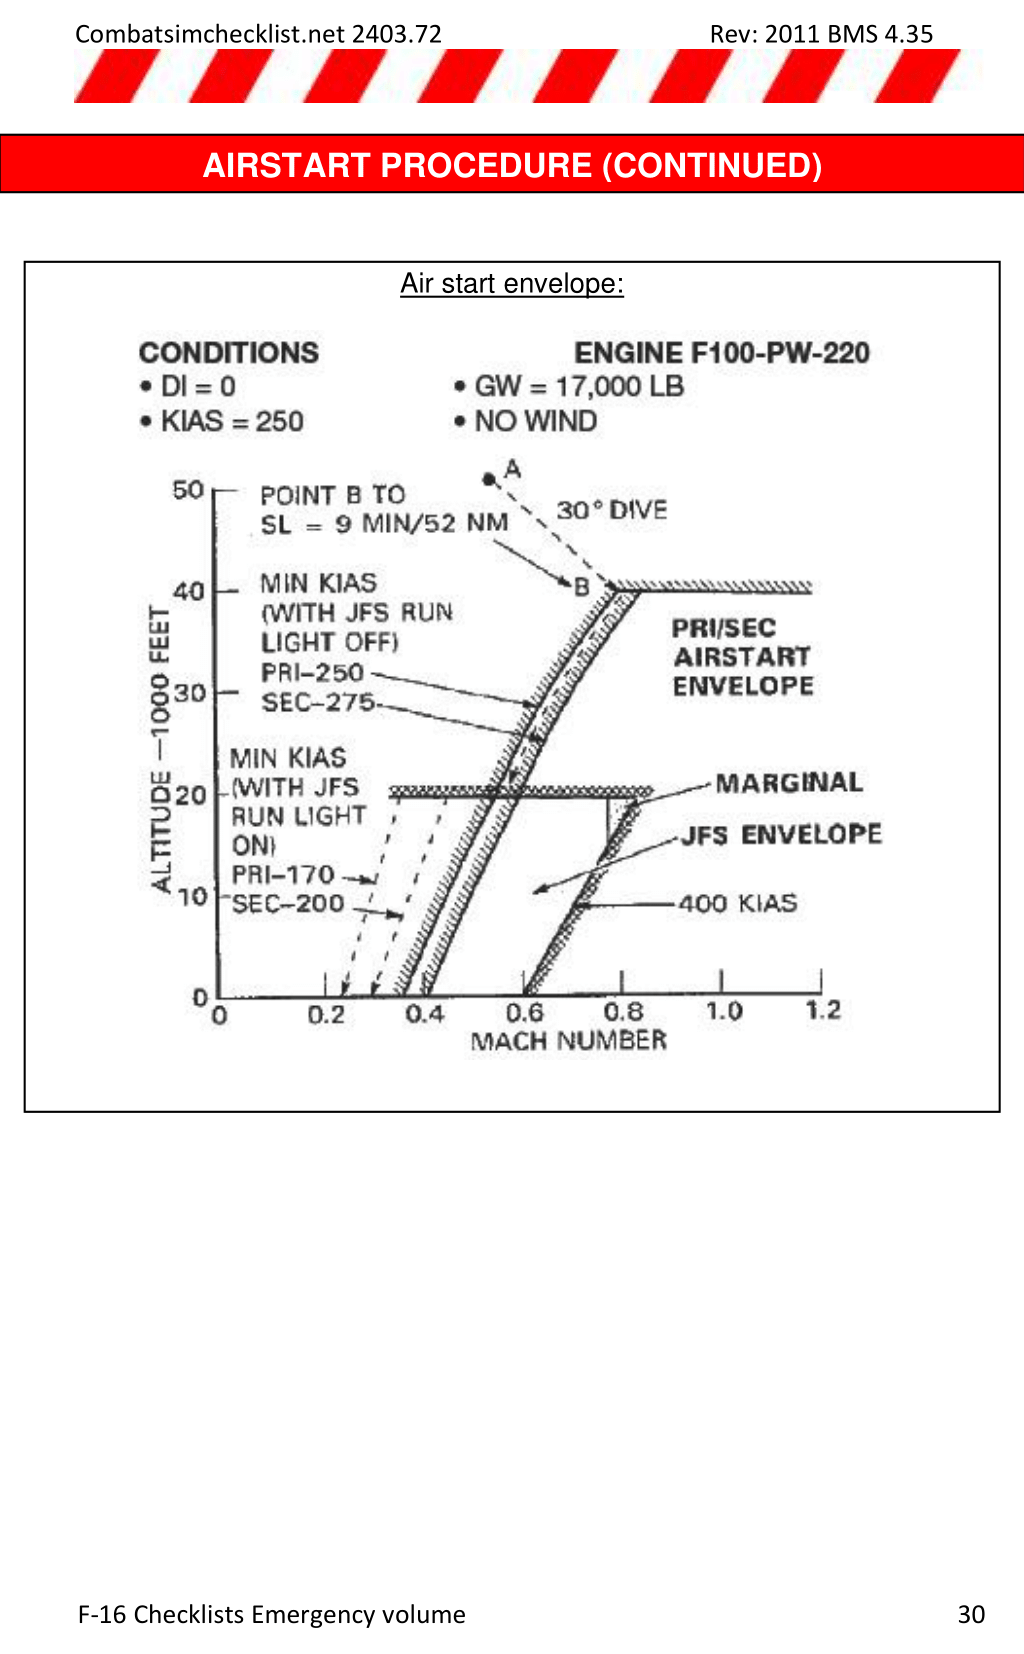 Combatsimchecklist.net 2403.72 Rev: 2011 BMS 4.35
AIRSTART PROCEDURE (CONTINUED)
Air start envelope:
CONDITIONS ENGINE F100-PW-220
• DI = 0 • GW = 17,000 LB
• KIAS = 250 • NO WIND
A
50 POINT B TO 30° DIVE
SL = 9 MIN/52 NM
40 MIN KIAS B
(WITH JFS RUN
LIGHT OFF)
PRI–250
SEC–275
PRI/SEC
AIRSTART
ENVELOPE
30
ALTITUDE —1000 FEET
MIN KIAS
20 (WITH JFS
RUN LIGHT
ON)
PRI–170
10 SEC–200
MARGINAL
JFS ENVELOPE
400 KIAS
0
0 0.2 0.4 0.6 0.8 1.0 1.2
MACH NUMBER
F-16 Checklists Emergency volume 30